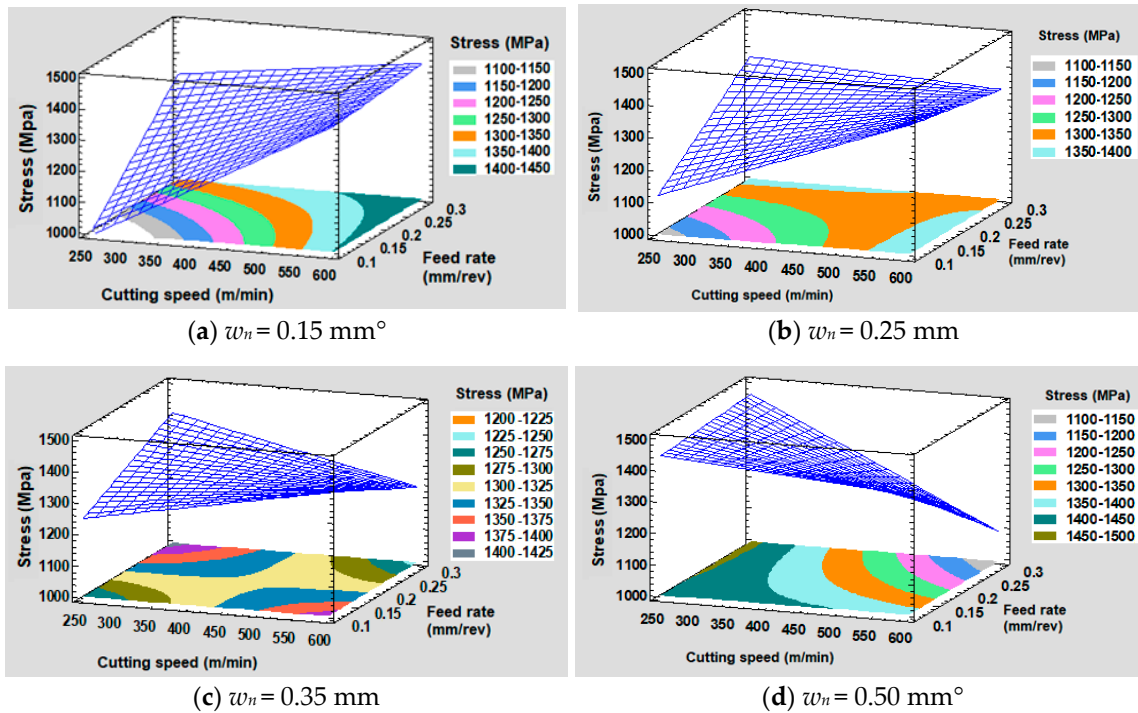 Stress (MPa)
1100-1150
1150-1200
1200-1250
1250-1300
1300-1350
1350-1400
1400-1450
1500
1400
1300
1200
1100
1000
Stress (Mpa)
250 300 350 400 450 500 550 600
Cutting speed (m/min)
0.1 0.15 0.2 0.25 0.3
Feed rate
(mm/rev)
(a) wn = 0.15 mm°
Stress (MPa)
1100-1150
1150-1200
1200-1250
1250-1300
1300-1350
1350-1400
1500
1400
1300
1200
1100
1000
Stress (Mpa)
250 300 350 400 450 500 550 600
Cutting speed (m/min)
0.1 0.15 0.2 0.25 0.3
Feed rate
(mm/rev)
(b) wn = 0.25 mm
Stress (MPa)
1200 -1225
1225-1250
1250-1275
1275-1300
1300-1325
1325-1350
1350-1375
1375-1400
1400-1425
1500
1400
1300
1200
1100
1000
Stress (Mpa)
250 300 350 400 450 500 550 600
Cutting speed (m/min)
0.1 0.15 0.2 0.25 0.3
Feed rate
(mm/rev)
(c) wn = 0.35 mm
Stress (MPa)
1100-1150
1150-1200
1200-1250
1250-1300
1300-1350
1350-1400
1400-1450
1450-1500
1500
1400
1300
1200
1100
1000
Stress (Mpa)
250 300 350 400 450 500 550 600
Cutting speed (m/min)
0.1 0.15 0.2 0.25 0.3
Feed rate
(mm/rev)
(d) wn = 0.50 mm°